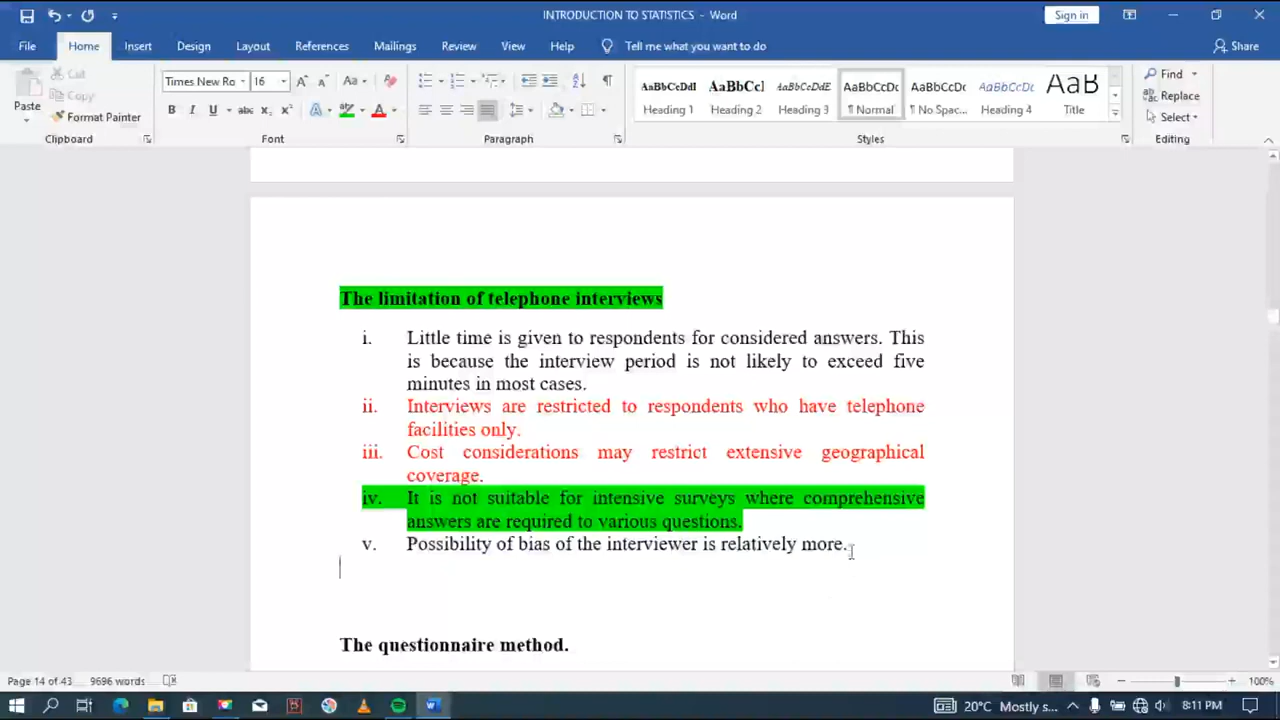 INTRODUCTION TO STATISTICS - Word
Sign in
File Home Insert Design Layout References Mailings Review View Help Tell me what you want to do Share
Paste
Cut
Copy
Format Painter
Clipboard
Times New Ro 16
B I U abc x₂ x²
Font
Paragraph
AaBbCcDdI AaBbCcI AaBbCcDdE AaBbCcDc AaBbCcDc AaBbCcDc AaB
Heading 1 Heading 2 Heading 3 ¶ Normal ¶ No Spac... Heading 4 Title
Styles
Find
Replace
Select
Editing
The limitation of telephone interviews
i. Little time is given to respondents for considered answers. This
is because the interview period is not likely to exceed five
minutes in most cases.
ii. Interviews are restricted to respondents who have telephone
facilities only.
iii. Cost considerations may restrict extensive geographical
coverage.
iv. It is not suitable for intensive surveys where comprehensive
answers are required to various questions.
v. Possibility of bias of the interviewer is relatively more.
The questionnaire method.
Page 14 of 43 9696 words 100%
20°C Mostly s... 8:11 PM